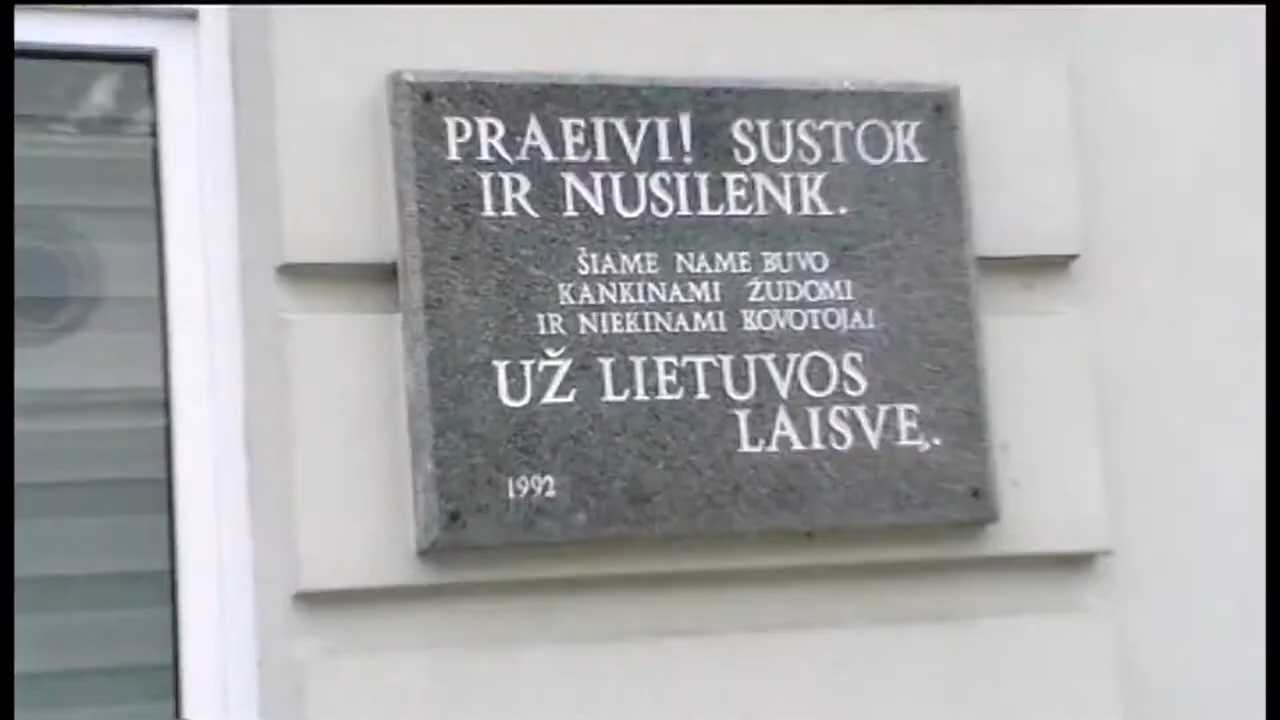 PRAEIVI! SUSTOK
IR NUSILENK.
ŠIAME NAME BUVO
KANKINAMI ŽUDOMI
IR NIEKINAMI KOVOTOJAI
UŽ LIETUVOS
LAISVĘ.
1992